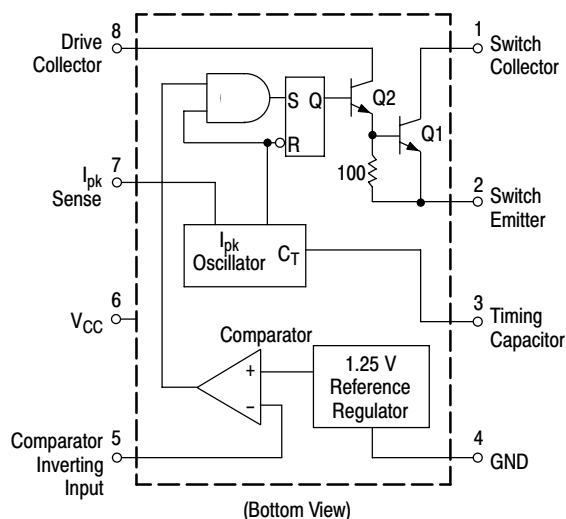 8
Drive
Collector
1
Switch
Collector
S Q
Q2
Q1
R
100
7
Ipk
Sense
2
Switch
Emitter
Ipk
Oscillator
CT
6
VCC
3
Timing
Capacitor
Comparator
+
−
1.25 V
Reference
Regulator
5
Comparator
Inverting
Input
4
GND
(Bottom View)